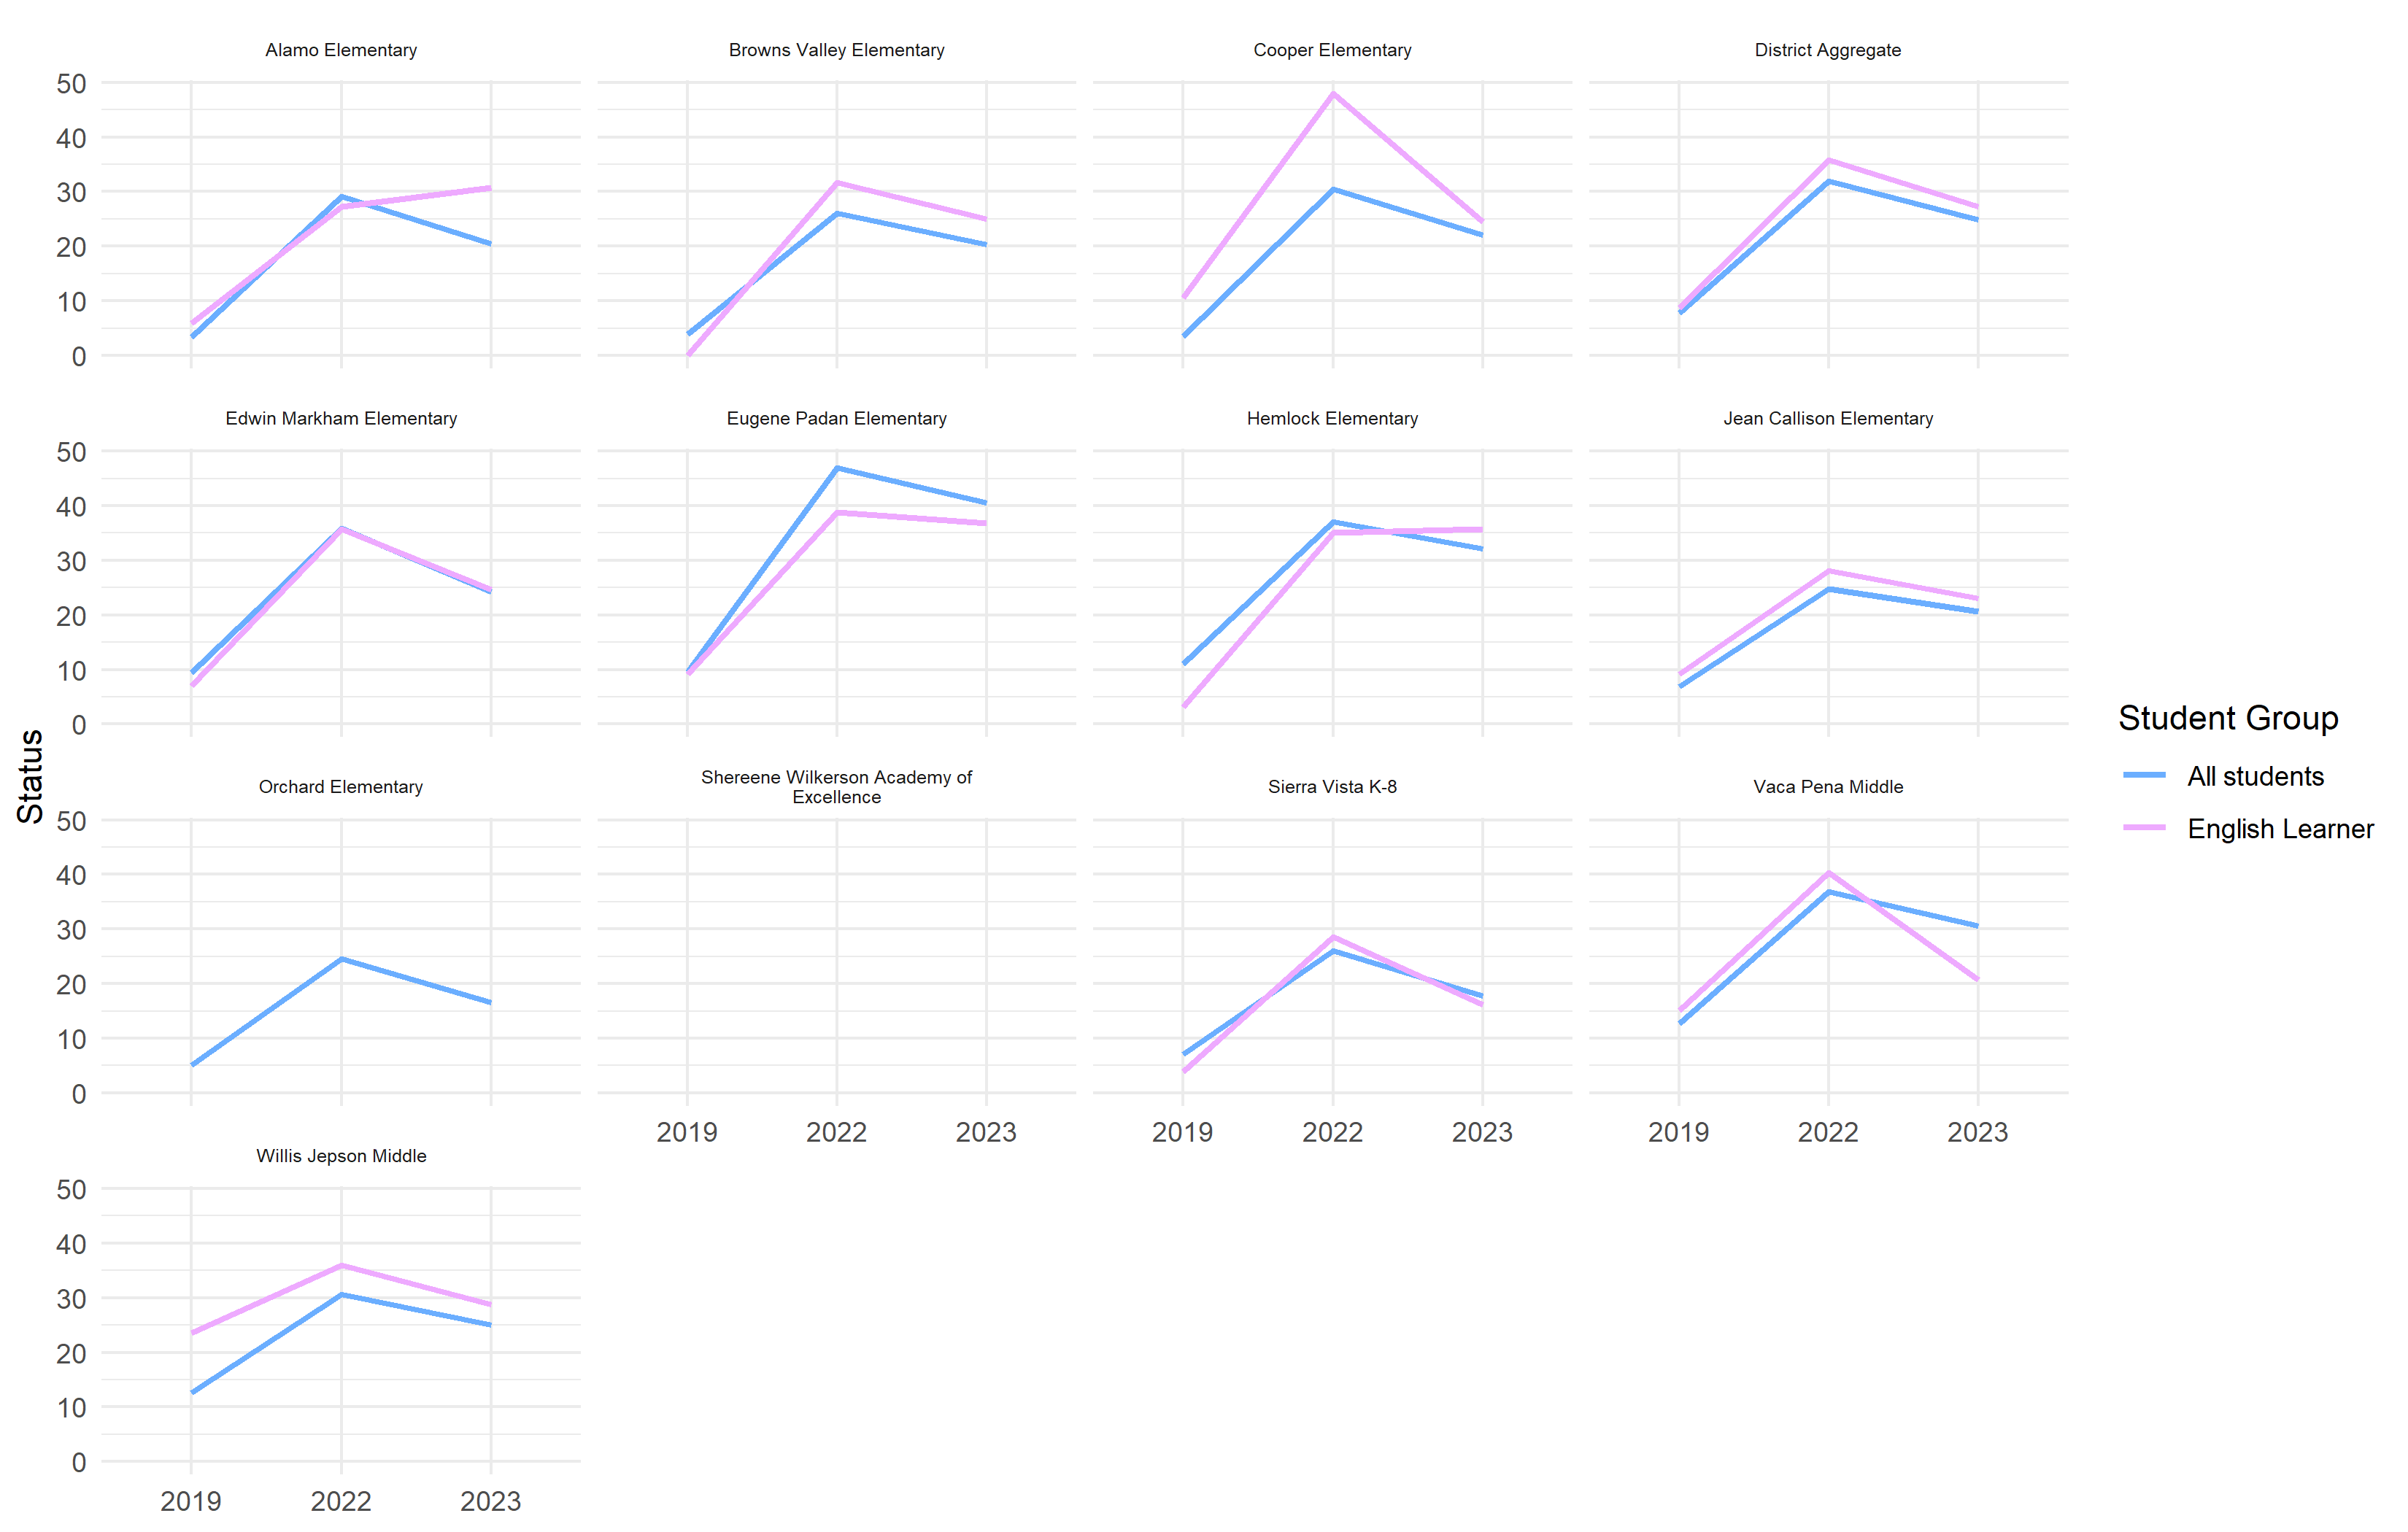 Alamo Elementary
Browns Valley Elementary
Cooper Elementary
District Aggregate
50
40
30
20
10
0
Edwin Markham Elementary
Eugene Padan Elementary
Hemlock Elementary
Jean Callison Elementary
50
40
30
20
10
0
Status
Orchard Elementary
Shereene Wilkerson Academy of
Excellence
Sierra Vista K-8
Vaca Pena Middle
50
40
30
20
10
0
2019 2022 2023
2019 2022 2023
2019 2022 2023
Willis Jepson Middle
50
40
30
20
10
0
2019 2022 2023
Student Group
All students
English Learner